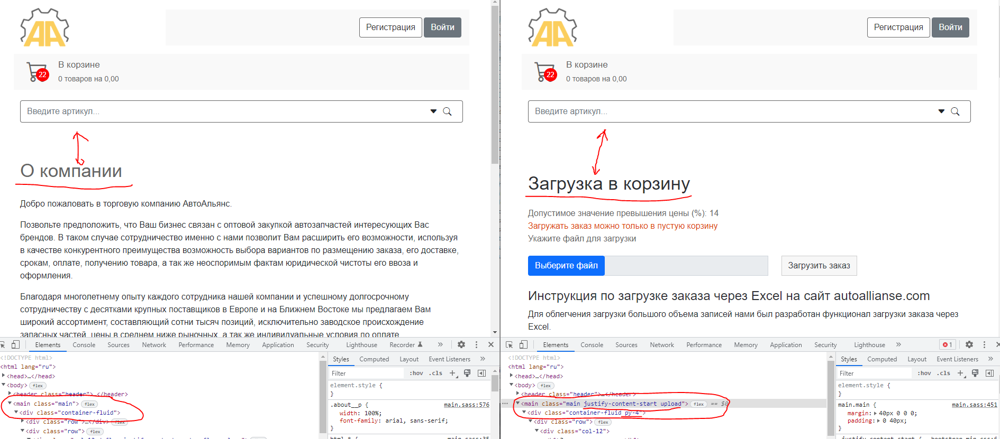 AA
Регистрация
Войти
22
В корзине
0 товаров на 0,00
Введите артикул...
О компании
Добро пожаловать в торговую компанию АвтоАльянс.
Позвольте предположить, что Ваш бизнес связан с оптовой закупкой автозапчастей интересующих Вас
брендов. В таком случае сотрудничество именно с нами позволит Вам расширить его возможности, используя
в качестве конкурентного преимущества возможность выбора вариантов по размещению заказа, его доставке,
срокам, оплате, получению товара, а так же неоспоримым фактам юридической чистоты его ввоза и
оформления.
Благодаря многолетнему опыту каждого сотрудника нашей компании и успешному долгосрочному
сотрудничеству с десятками крупных поставщиков в Европе и на Ближнем Востоке мы предлагаем Вам
широкий ассортимент, составляющий сотни тысяч позиций, исключительно заводское происхождение
запасных частей, цены в среднем ниже рыночных, а так же индивидуальные условия по оплате
Elements Console Sources Network Performance Memory Application Security Lighthouse Recorder »
<!DOCTYPE html>
<html lang="ru">
<head>…</head>
<body> flex
<header class="header">…</header>
<main class="main"> flex
<div class="container-fluid">
<div class="row">…</div> flex
<div class="row"> flex
Styles Computed Layout Event Listeners »
Filter :hov .cls +
element.style {
}
.about__p { main.sass:576
width: 100%;
font-family: arial, sans-serif;
}
html * { main.sass:35
AA
Регистрация
Войти
22
В корзине
0 товаров на 0,00
Введите артикул...
Загрузка в корзину
Допустимое значение превышения цены (%): 14
Загружать заказ можно только в пустую корзину
Укажите файл для загрузки
Выберите файл
Загрузить заказ
Инструкция по загрузке заказа через Excel на сайт autoallianse.com
Для облегчения загрузки большого объема записей нами был разработан функционал загрузки заказа через
Excel.
Elements Console Sources Network Performance Memory Application Security Lighthouse » 1
<!DOCTYPE html>
<html lang="ru">
<head>…</head>
<body> flex
<header class="header">…</header>
<main class="main justify-content-start upload"> flex == $0
<div class="container-fluid py-4">
<div class="row"> flex
<div class="col-12">
Styles Computed Layout Event Listeners »
Filter :hov .cls +
element.style {
}
main.main { main.sass:451
margin: 40px 0 0 0;
padding: 0 40px;
}